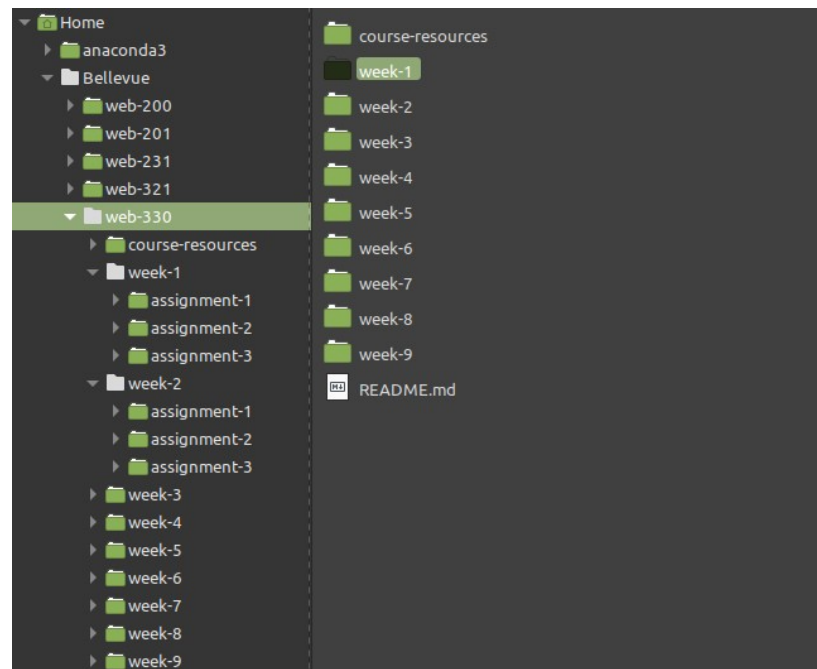 Home
anaconda3
Bellevue
web-200
web-201
web-231
web-321
web-330
course-resources
week-1
assignment-1
assignment-2
assignment-3
week-2
assignment-1
assignment-2
assignment-3
week-3
week-4
week-5
week-6
week-7
week-8
week-9
course-resources
week-1
week-2
week-3
week-4
week-5
week-6
week-7
week-8
week-9
README.md